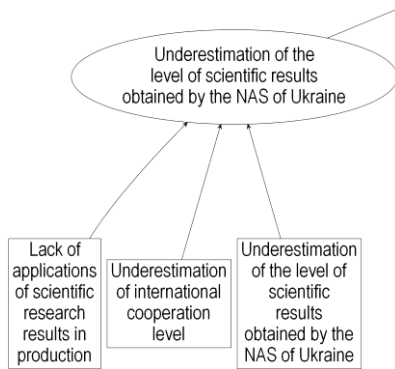 Underestimation of the
level of scientific results
obtained by the NAS of Ukraine
Lack of
applications
of scientific
research
results in
production
Underestimation
of international
cooperation
level
Underestimation
of the level of
scientific
results
obtained by the
NAS of Ukraine